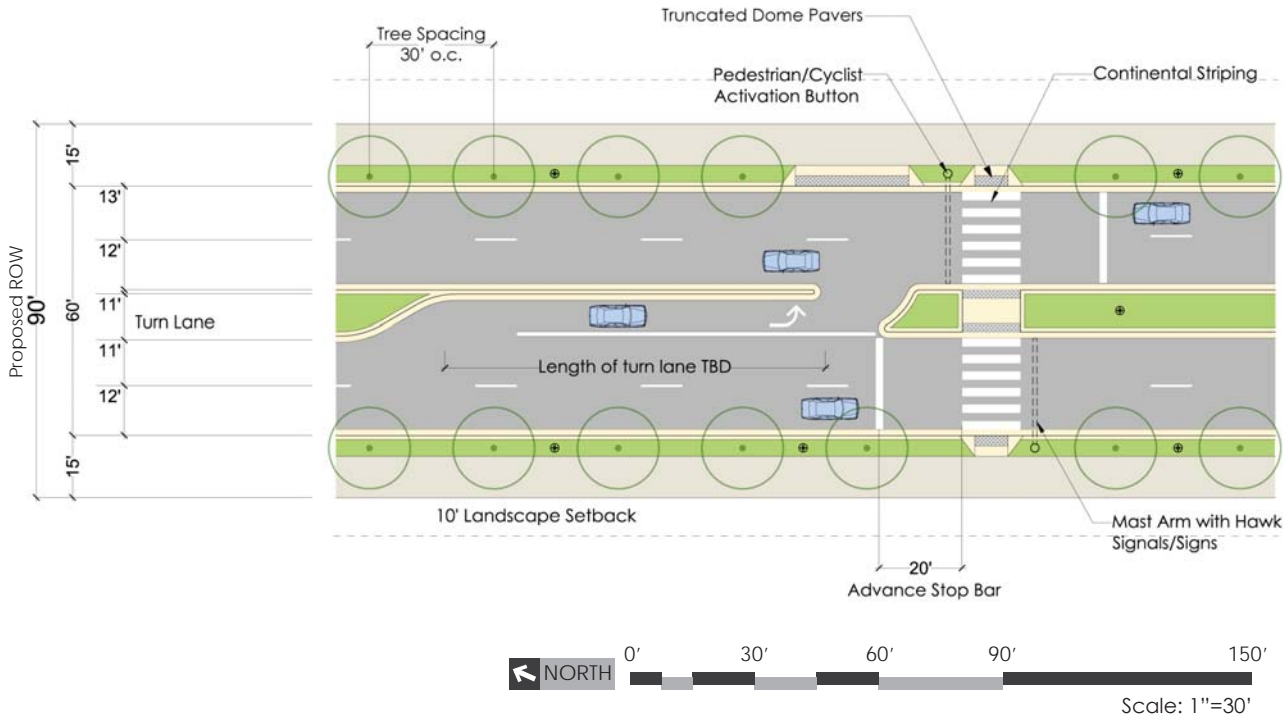 Truncated Dome Pavers
Tree Spacing
30' o.c.
Pedestrian/Cyclist
Activation Button
Continental Striping
Proposed ROW
90'
60'
15'
13'
12'
11'
Turn Lane
11'
12'
15'
Length of turn lane TBD
10' Landscape Setback
Mast Arm with Hawk
Signals/Signs
20'
Advance Stop Bar
NORTH
0' 30' 60' 90' 150'
Scale: 1"=30'